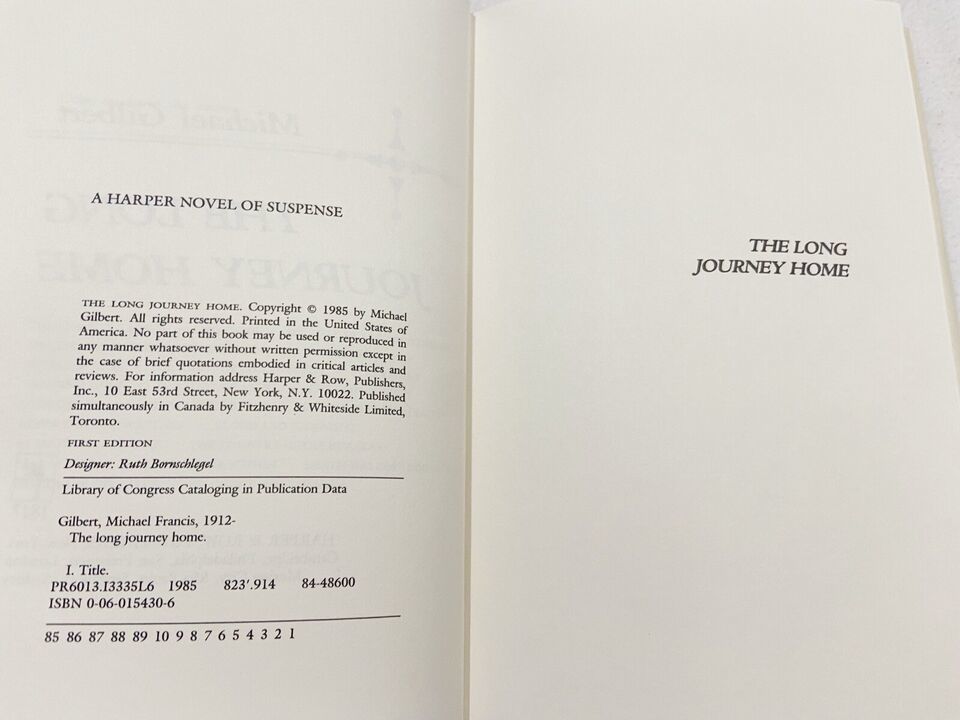 A HARPER NOVEL OF SUSPENSE
THE LONG JOURNEY HOME. Copyright © 1985 by Michael
Gilbert. All rights reserved. Printed in the United States of
America. No part of this book may be used or reproduced in
any manner whatsoever without written permission except in
the case of brief quotations embodied in critical articles and
reviews. For information address Harper & Row, Publishers,
Inc., 10 East 53rd Street, New York, N.Y. 10022. Published
simultaneously in Canada by Fitzhenry & Whiteside Limited,
Toronto.
FIRST EDITION
Designer: Ruth Bornschlegel
Library of Congress Cataloging in Publication Data
Gilbert, Michael Francis, 1912-
The long journey home.
I. Title.
PR6013.I3335L6 1985 823'.914 84-48600
ISBN 0-06-015430-6
85 86 87 88 89 10 9 8 7 6 5 4 3 2 1
THE LONG
JOURNEY HOME